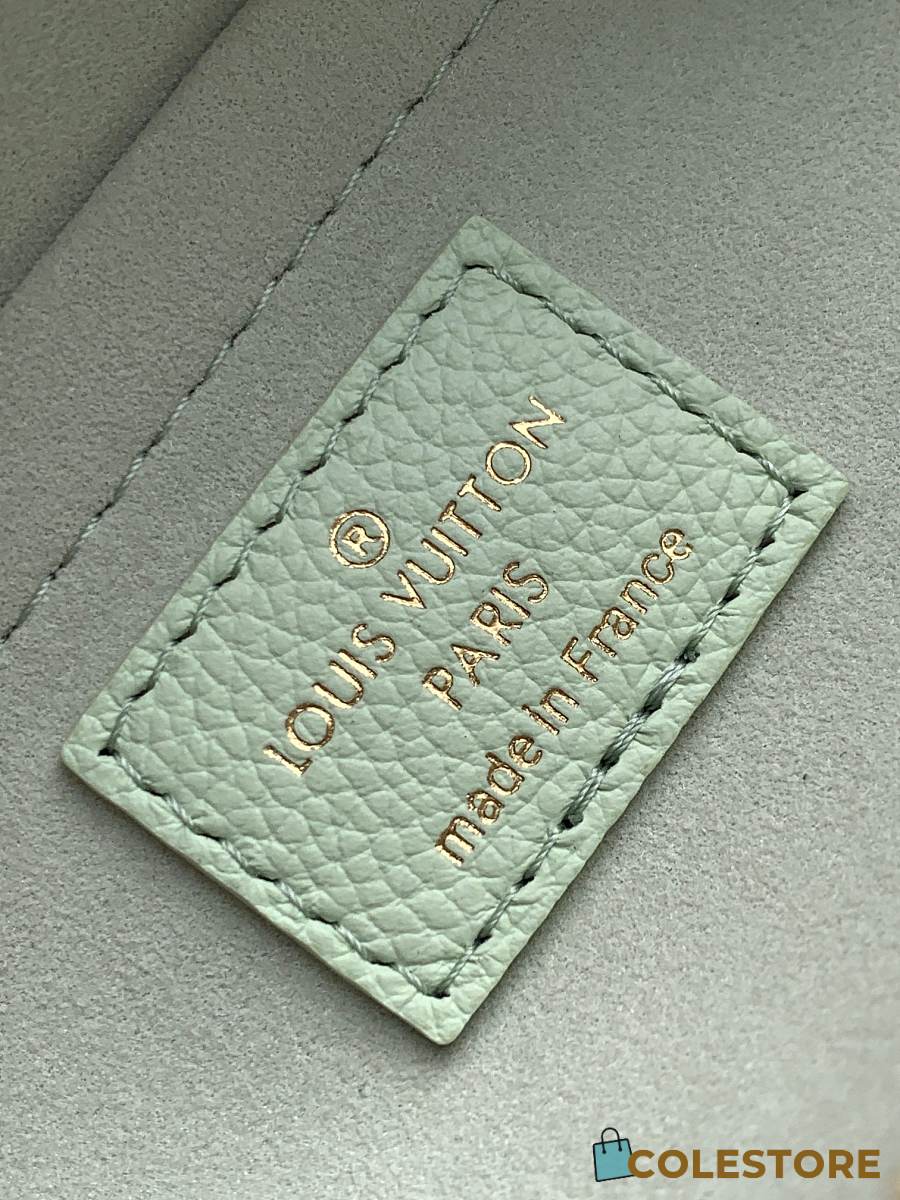 ®
LOUIS VUITTON
PARIS
made in France
COLESTORE